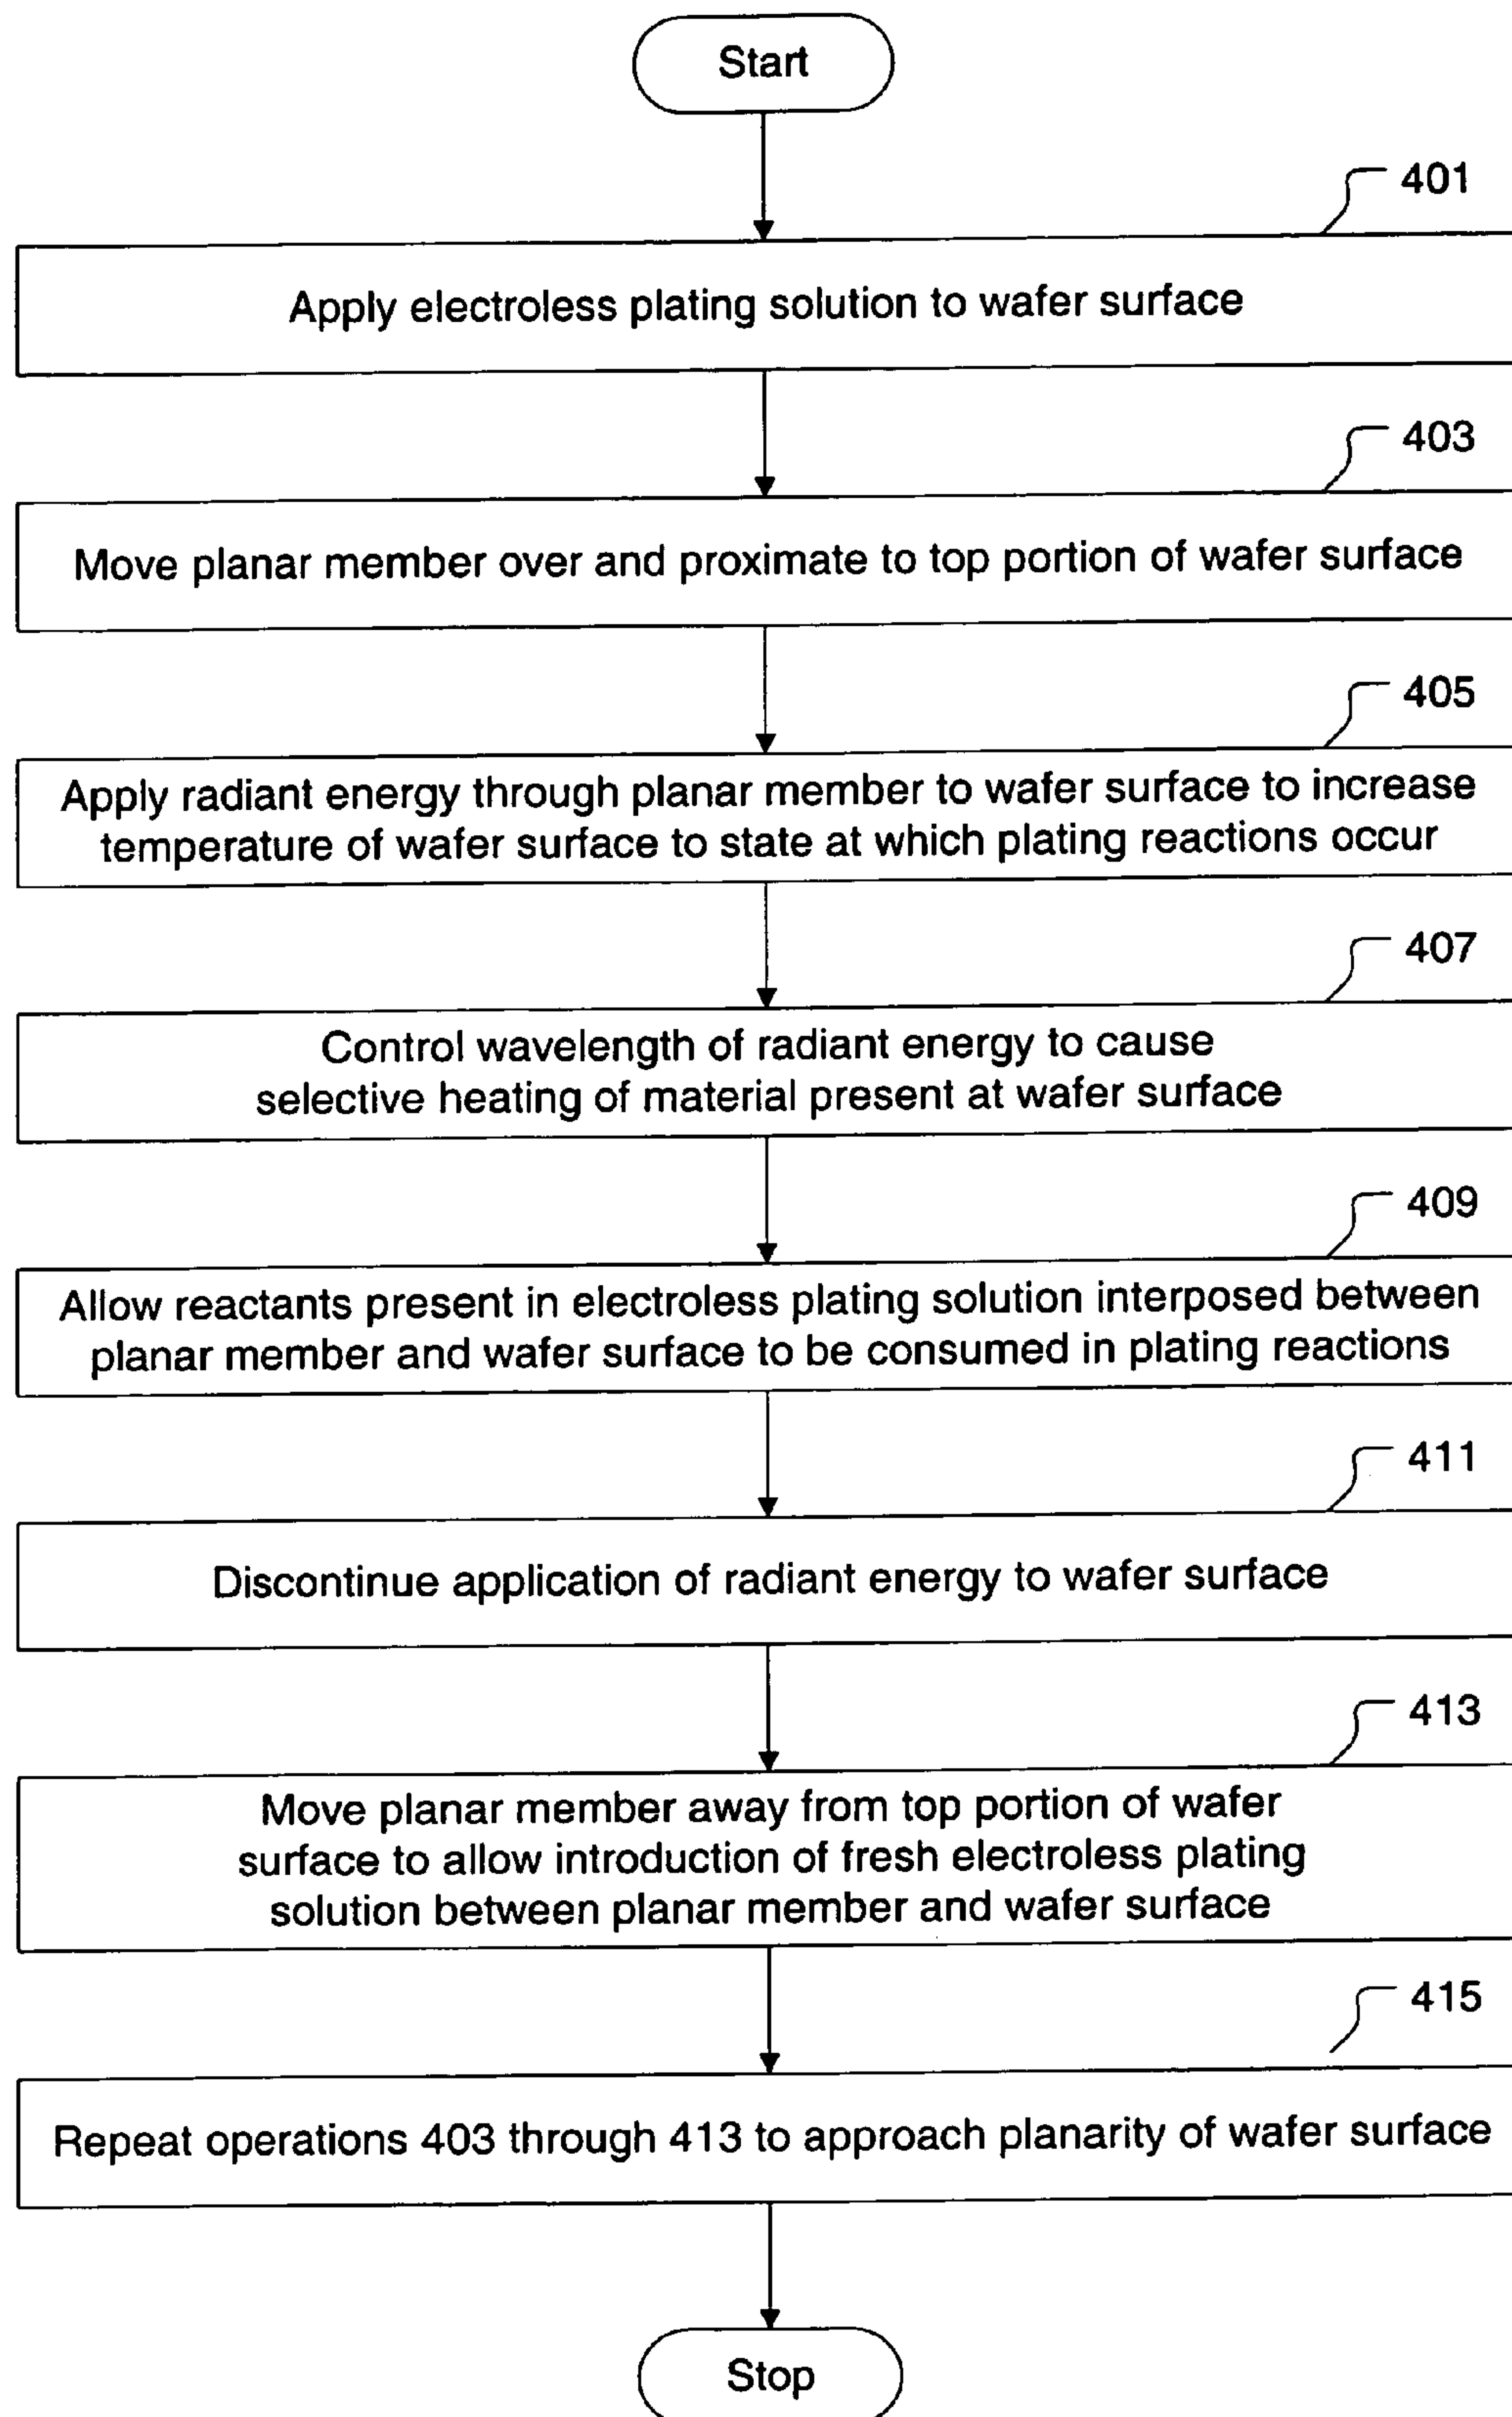 Start
401
Apply electroless plating solution to wafer surface
403
Move planar member over and proximate to top portion of wafer surface
405
Apply radiant energy through planar member to wafer surface to increase
temperature of wafer surface to state at which plating reactions occur
407
Control wavelength of radiant energy to cause
selective heating of material present at wafer surface
409
Allow reactants present in electroless plating solution interposed between
planar member and wafer surface to be consumed in plating reactions
411
Discontinue application of radiant energy to wafer surface
413
Move planar member away from top portion of wafer
surface to allow introduction of fresh electroless plating
solution between planar member and wafer surface
415
Repeat operations 403 through 413 to approach planarity of wafer surface
Stop